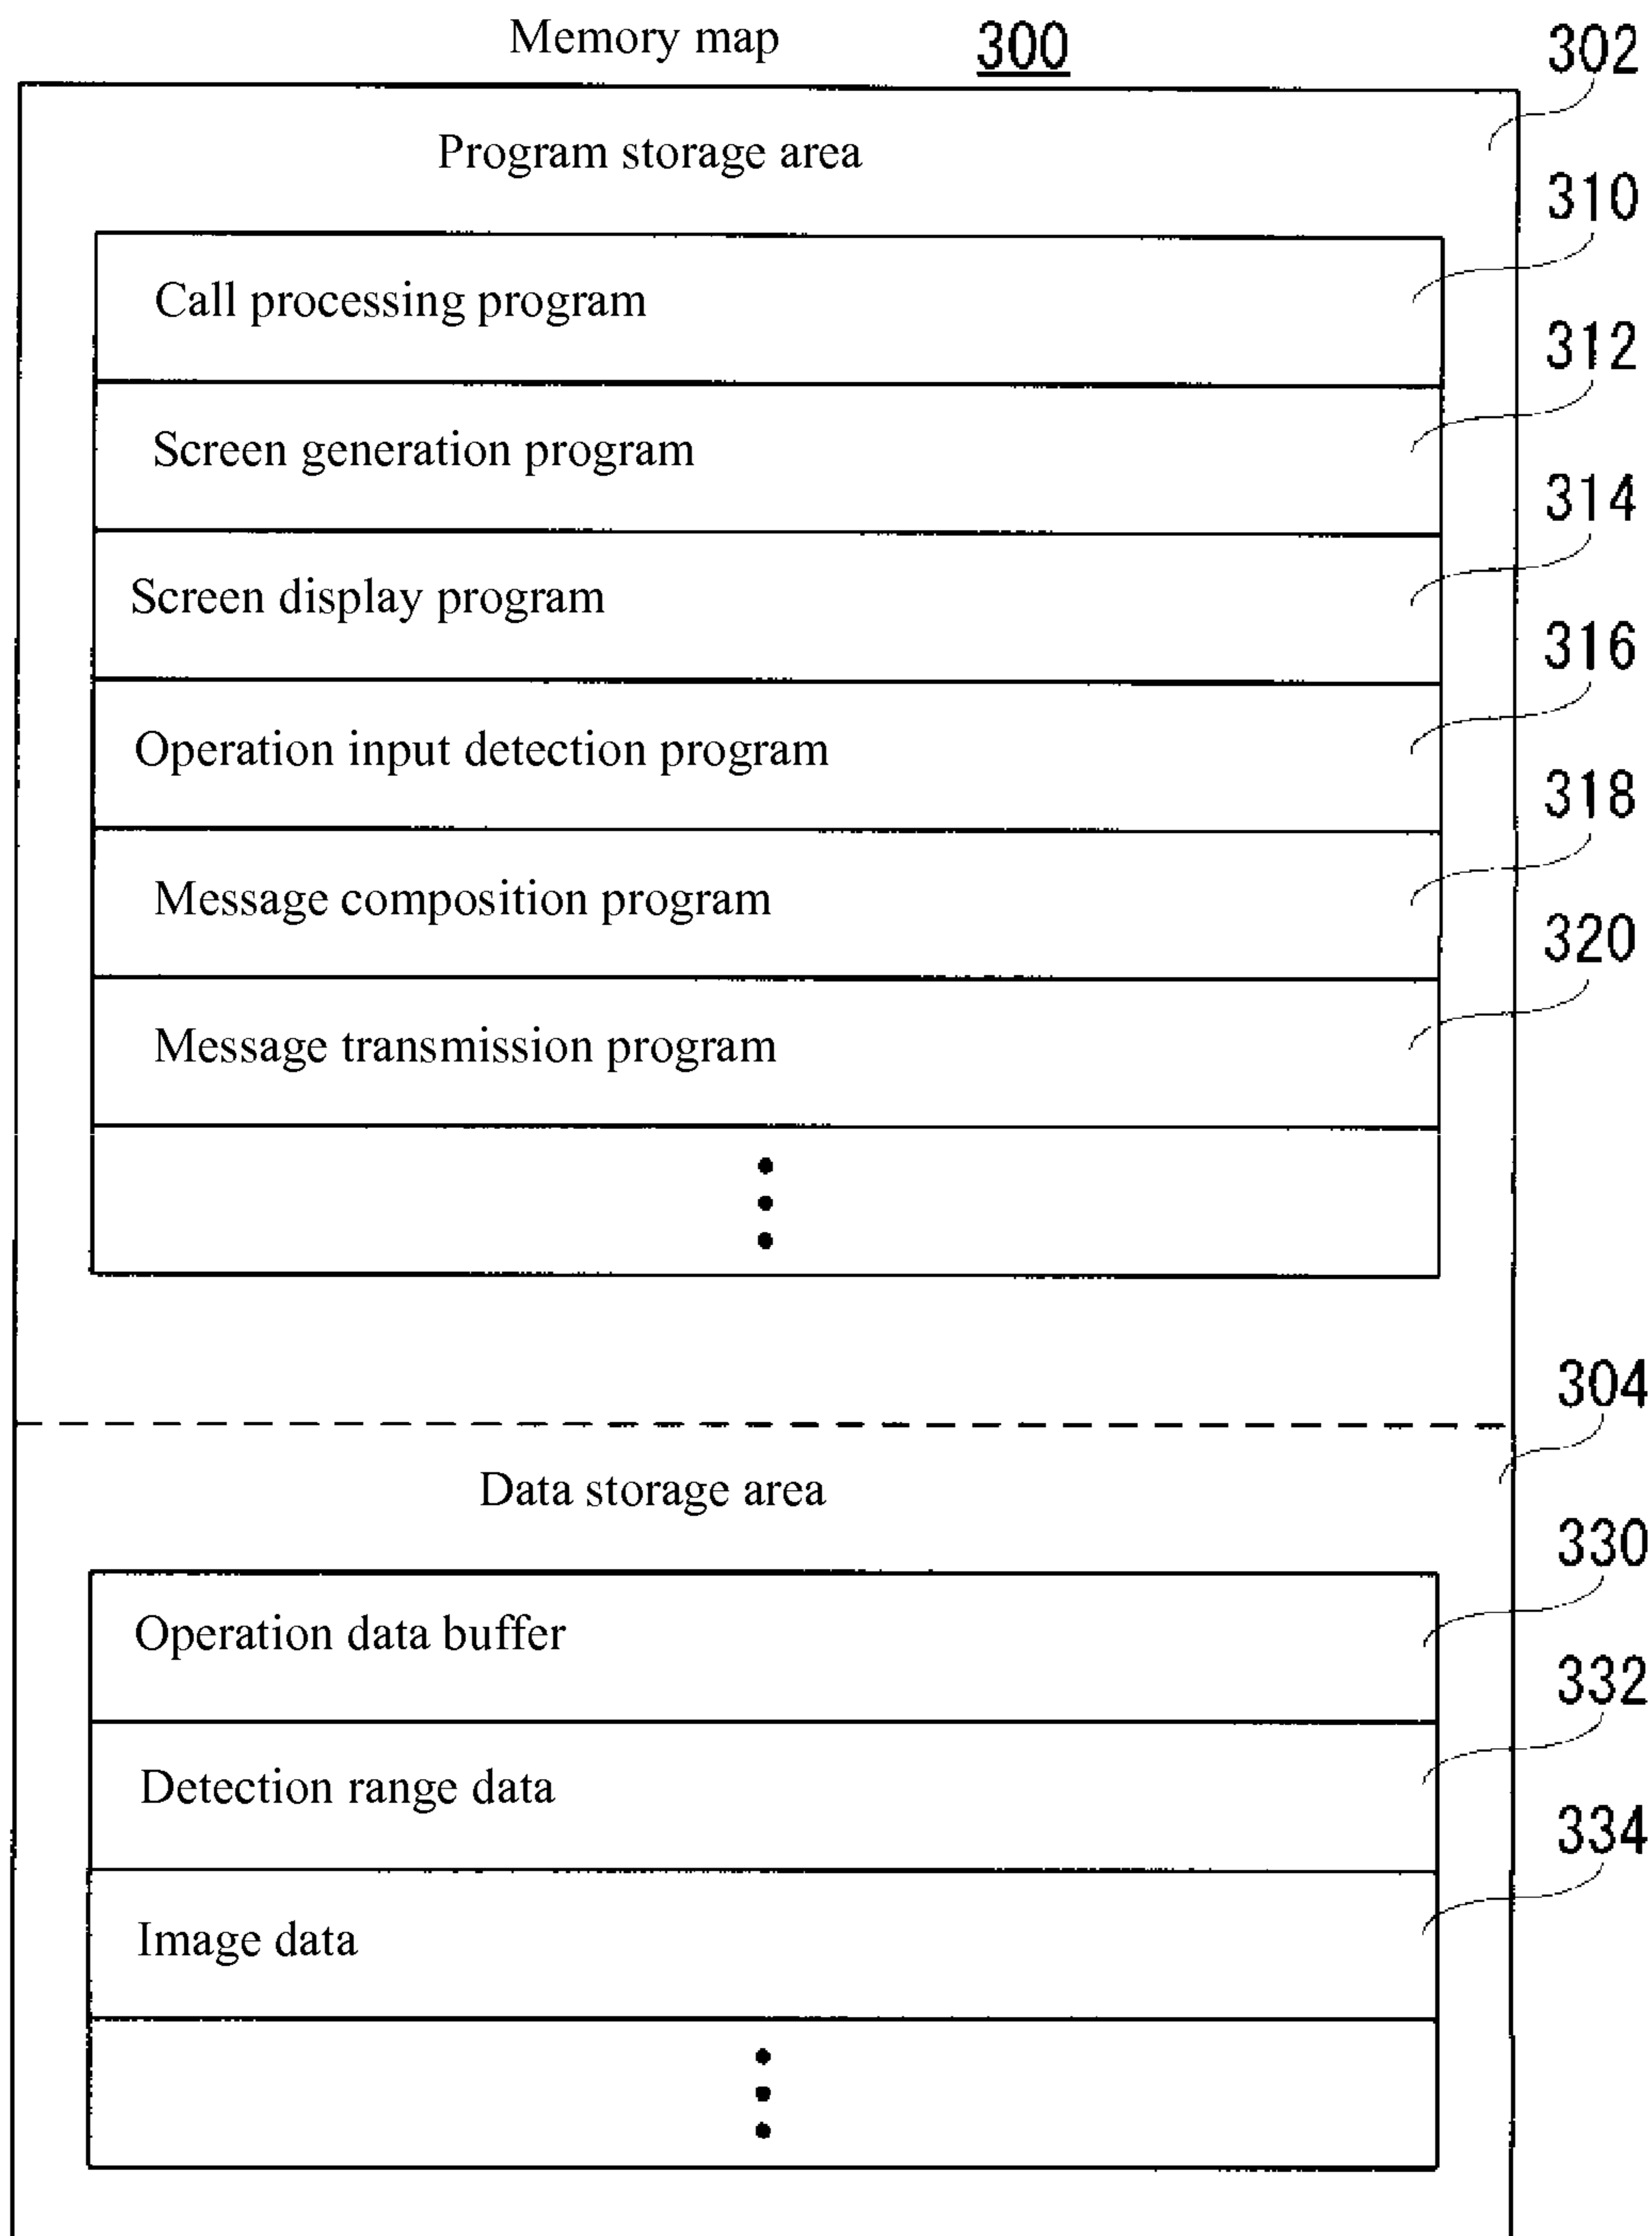 Memory map 300
302
Program storage area
310
Call processing program
312
Screen generation program
314
Screen display program
316
Operation input detection program
318
Message composition program
320
Message transmission program
304
Data storage area
330
Operation data buffer
332
Detection range data
334
Image data